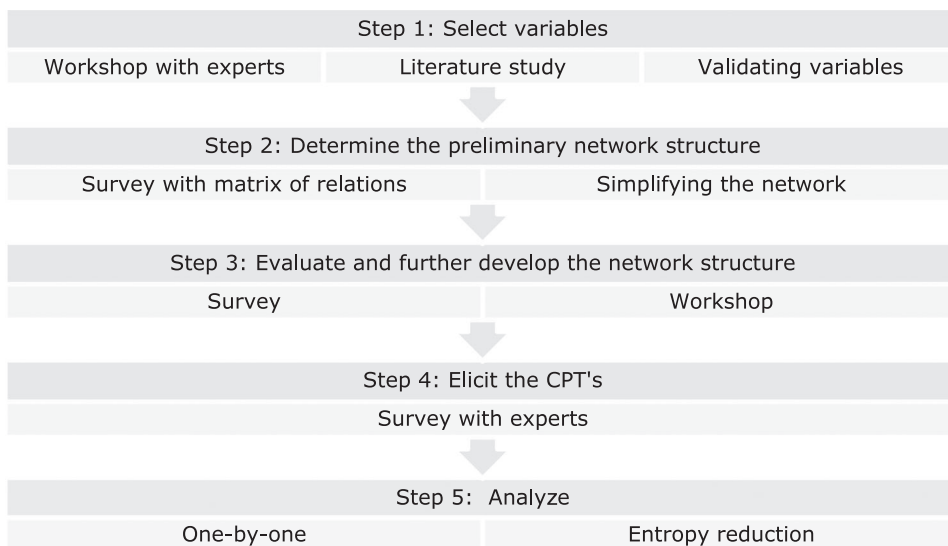 Step 1: Select variables
Workshop with experts
Literature study
Validating variables
Step 2: Determine the preliminary network structure
Survey with matrix of relations
Simplifying the network
Step 3: Evaluate and further develop the network structure
Survey
Workshop
Step 4: Elicit the CPT's
Survey with experts
Step 5: Analyze
One-by-one
Entropy reduction